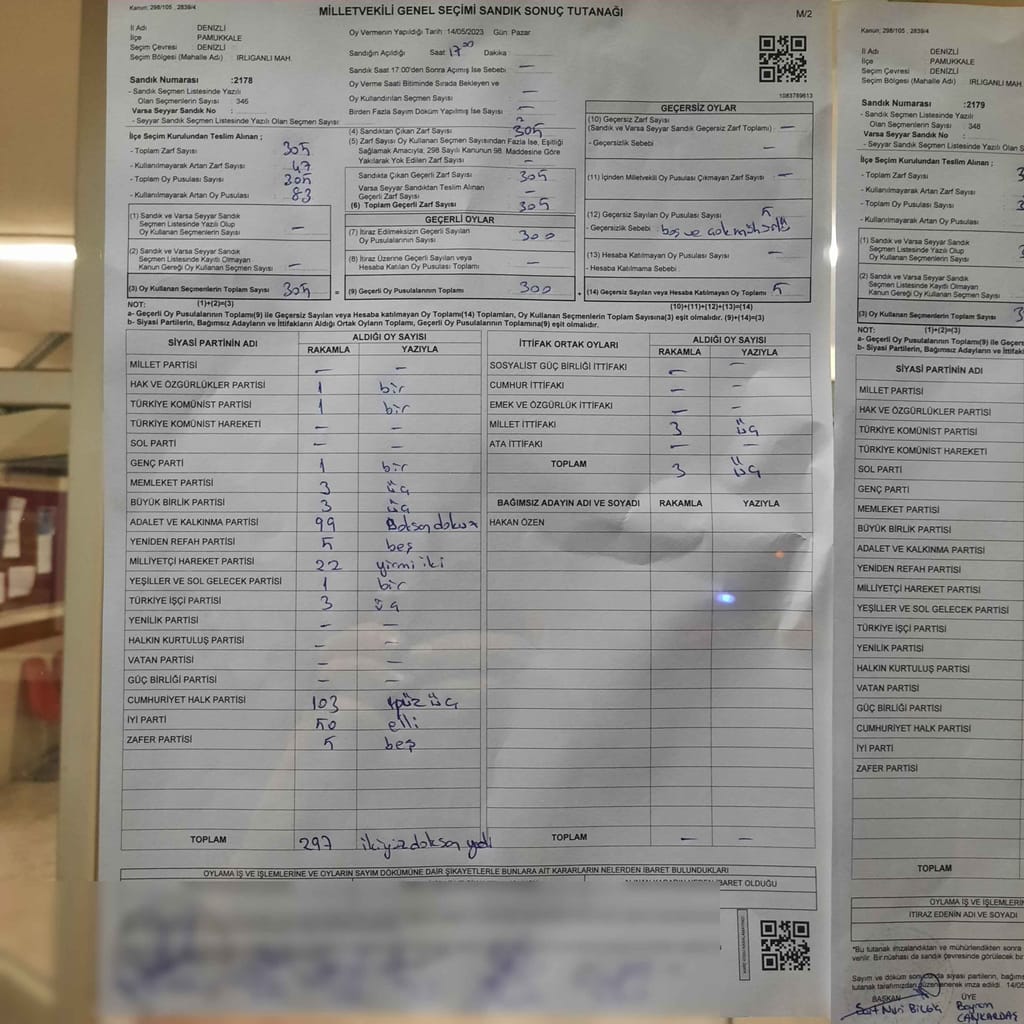 Kanun: 298/105 , 2839/4
MİLLETVEKİLİ GENEL SEÇİMİ SANDIK SONUÇ TUTANAĞI
M/2
İl Adı DENİZLİ
İlçe PAMUKKALE
Seçim Çevresi : DENİZLİ
Seçim Bölgesi (Mahalle Adı) : IRLIGANLI MAH.
Oy Vermenin Yapıldığı Tarih : 14/05/2023 Gün: Pazar
Sandığın Açıldığı Saat 17.00 Dakika
Sandık Saat 17.00'den Sonra Açımış İse Sebebi : —
Oy Verme Saati Bitiminde Sırada Bekleyen ve
Oy Kullandırılan Seçmen Sayısı —
Birden Fazla Sayım Dökum Yapılmış İse Sayısı : —
1083789613
Sandık Numarası :2178
- Sandık Seçmen Listesinde Yazılı
Olan Seçmenlerin Sayısı : 346
Varsa Seyyar Sandık No :
- Seyyar Seçmen Listesinde Yazılı Olan Seçmen Sayısı
İlçe Seçim Kurulundan Teslim Alınan ;
- Toplam Zarf Sayısı : 305
- Kullanılmayarak Artan Zarf Sayısı : 47
- Toplam Oy Pusulası Sayısı : 305
- Kullanılmayarak Artan Oy Pusulası : 83
(1) Sandık ve Varsa Seyyar Sandık
Seçmen Listesinde Yazılı Olup
Oy Kullanan Seçmen Sayısı : —
(2) Sandık ve Varsa Seyyar Sandık
Seçmen Listesinde Kayıtlı Olmayan
Kanun Gereği Oy Kullanan Seçmen Sayısı : —
(3) Oy Kullanan Seçmenlerin Toplam Sayısı : 305
(4) Sandıktan Çıkan Zarf Sayısı : 305
(5) Zarf Sayısı Oy Kullanan Seçmen Sayısından Fazla İse, Eşitliği
Sağlamak Amacıyla, 298 Sayılı Kanunun 98. Maddesine Göre
Yakılarak Yok Edilen Zarf Sayısı : —
Sandıkta Çıkan Geçerli Zarf Sayısı : 305
Varsa Seyyar Sandıktan Teslim Alınan
Geçerli Zarf Sayısı : —
(6) Toplam Geçerli Zarf Sayısı : 305
GEÇERLİ OYLAR
(7) İtiraz Edilmeksizin Geçerli Sayılan
Oy Pusulalarının Sayısı : 300
(8) İtiraz Üzerine Geçerli Sayılan veya
Hesaba Katılan Oy Pusulası Toplamı : —
= (9) Geçerli Oy Pusulalarının Toplamı : 300
GEÇERSİZ OYLAR
(10) Geçersiz Zarf Sayısı
(Sandık ve Varsa Seyyar Sandık Geçersiz Zarf Toplamı) : —
- Geçersizlik Sebebi : —
(11) İçinden Milletvekili Oy Pusulası Çıkmayan Zarf Sayısı : —
(12) Geçersiz Sayılan Oy Pusulası Sayısı : 5
- Geçersizlik Sebebi : boş ve çok mühürlü
(13) Hesaba Katılmayan Oy Pusulası Sayısı : —
- Hesaba Katılmama Sebebi :
+ (14) Geçersiz Sayılan veya Hesaba Katılmayan Oy Toplamı : 5
NOT: (1)+(2)=(3) (10)+(11)+(12)+(13)=(14)
a- Geçerli Oy Pusulalarının Toplamı(9) ile Geçersiz Sayılan veya Hesaba katılmayan Oy Toplamı(14) Toplamları, Oy Kullanan Seçmenlerin Toplam Sayısına(3) eşit olmalıdır. (9)+(14)=(3)
b- Siyasi Partilerin, Bağımsız Adayların ve İttifakların Aldığı Ortak Oyların Toplamı, Geçerli Oy Pusulalarının Toplamına(9) eşit olmalıdır.
SİYASİ PARTİNİN ADI ALDIĞI OY SAYISI
RAKAMLA YAZIYLA
MİLLET PARTİSİ — —
HAK VE ÖZGÜRLÜKLER PARTİSİ 1 bir
TÜRKİYE KOMÜNİST PARTİSİ 1 bir
TÜRKİYE KOMÜNİST HAREKETİ — —
SOL PARTİ — —
GENÇ PARTİ 1 bir
MEMLEKET PARTİSİ 3 üç
BÜYÜK BİRLİK PARTİSİ 3 üç
ADALET VE KALKINMA PARTİSİ 99 Doksan dokuz
YENİDEN REFAH PARTİSİ 5 beş
MİLLİYETÇİ HAREKET PARTİSİ 22 yirmi iki
YEŞİLLER VE SOL GELECEK PARTİSİ 1 bir
TÜRKİYE İŞÇİ PARTİSİ 3 üç
YENİLİK PARTİSİ — —
HALKIN KURTULUŞ PARTİSİ — —
VATAN PARTİSİ — —
GÜÇ BİRLİĞİ PARTİSİ — —
CUMHURİYET HALK PARTİSİ 103 yüz üç
İYİ PARTİ 50 elli
ZAFER PARTİSİ 5 beş
TOPLAM 297 ikiyüzdoksan yedi
İTTİFAK ORTAK OYLARI ALDIĞI OY SAYISI
RAKAMLA YAZIYLA
SOSYALİST GÜÇ BİRLİĞİ İTTİFAKI — —
CUMHUR İTTİFAKI — —
EMEK VE ÖZGÜRLÜK İTTİFAKI — —
MİLLET İTTİFAKI 3 üç
ATA İTTİFAKI — —
TOPLAM 3 üç
BAĞIMSIZ ADAYIN ADI VE SOYADI RAKAMLA YAZIYLA
HAKAN ÖZEN
TOPLAM — —
OYLAMA İŞ VE İŞLEMLERİNE VE OYLARIN SAYIM DÖKÜMÜNE DAİR ŞİKAYETLERLE BUNLARA AİT KARARLARIN NELERDEN İBARET BULUNDUKLARI
Kanun: 298/105 , 2839/4
İl Adı DENİZLİ
İlçe PAMUKKALE
Seçim Çevresi : DENİZLİ
Seçim Bölgesi (Mahalle Adı) : IRLIGANLI MAH.
Sandık Numarası :2179
- Sandık Seçmen Listesinde Yazılı
Olan Seçmenlerin Sayısı : 348
Varsa Seyyar Sandık No :
- Seyyar Seçmen Listesinde Yazılı Olan S
İlçe Seçim Kurulundan Teslim Alınan ;
- Toplam Zarf Sayısı : 3
- Kullanılmayarak Artan Zarf Sayısı :
- Toplam Oy Pusulası Sayısı : 3
- Kullanılmayarak Artan Oy Pusulası :
(1) Sandık ve Varsa Seyyar Sandık
Seçmen Listesinde Yazılı Olup
Oy Kullanan Seçmen Sayısı :
(2) Sandık ve Varsa Seyyar Sandık
Seçmen Listesinde Kayıtlı Olmayan
Kanun Gereği Oy Kullanan Seçmen Sayısı :
(3) Oy Kullanan Seçmenlerin Toplam Sayısı : 3
NOT: (1)+(2)=(3)
a- Geçerli Oy Pusulalarının Toplamı(9) ile Geçers
b- Siyasi Partilerin, Bağımsız Adayların ve İttifakl
SİYASİ PARTİNİN ADI
MİLLET PARTİSİ
HAK VE ÖZGÜRLÜKLER PARTİSİ
TÜRKİYE KOMÜNİST PARTİSİ
TÜRKİYE KOMÜNİST HAREKETİ
SOL PARTİ
GENÇ PARTİ
MEMLEKET PARTİSİ
BÜYÜK BİRLİK PARTİSİ
ADALET VE KALKINMA PARTİSİ
YENİDEN REFAH PARTİSİ
MİLLİYETÇİ HAREKET PARTİSİ
YEŞİLLER VE SOL GELECEK PARTİSİ
TÜRKİYE İŞÇİ PARTİSİ
YENİLİK PARTİSİ
HALKIN KURTULUŞ PARTİSİ
VATAN PARTİSİ
GÜÇ BİRLİĞİ PARTİSİ
CUMHURİYET HALK PARTİSİ
İYİ PARTİ
ZAFER PARTİSİ
TOPLAM
OYLAMA İŞ VE İŞLEMLERİN
İTİRAZ EDENİN ADI VE SOYADI
*Bu tutanak imzalandıktan ve mühürlendikten sonra
verilir. Bir nüshası da sandık çevresinde görülecek bir
Sayım ve döküm sonucunda siyasi partilerin, bağıms
tutanak tarafımızdan düzenlenerek imza edildi. 14/05
BAŞKAN ÜYE